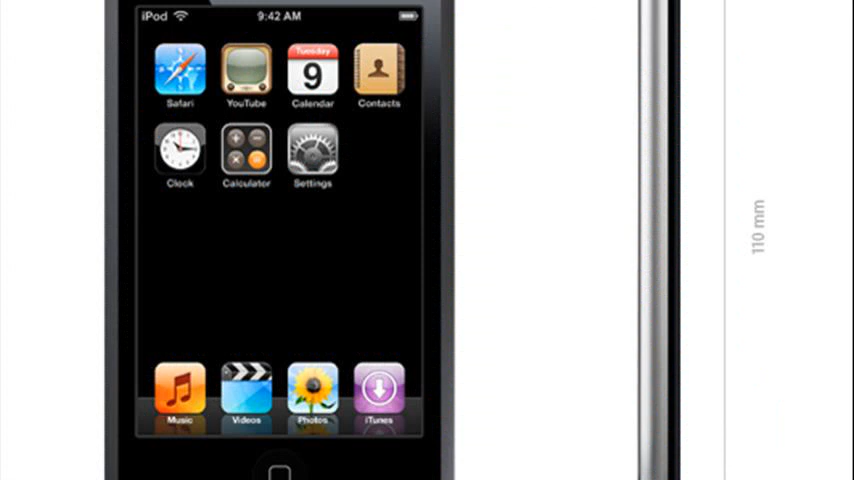 iPod 9:42 AM
Tuesday
9
Safari YouTube Calendar Contacts
Clock Calculator Settings
110 mm
Music Videos Photos iTunes